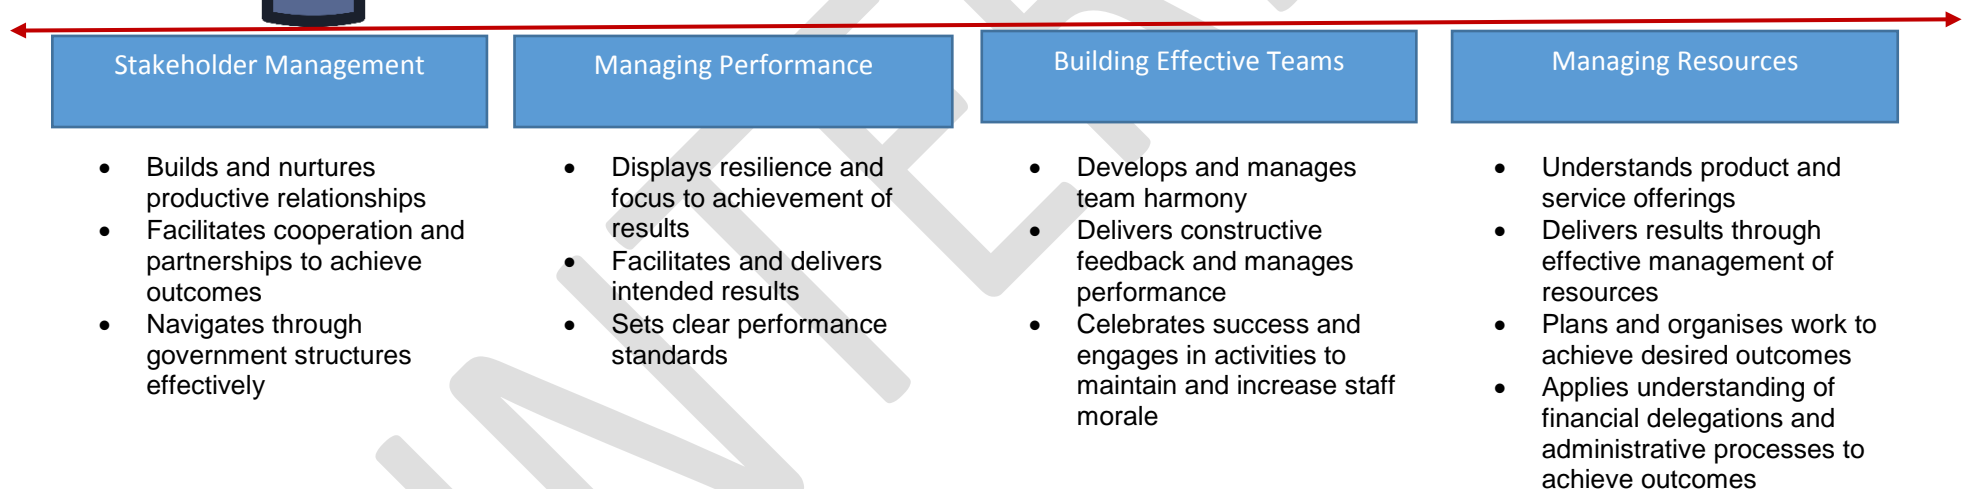 Stakeholder Management
• Builds and nurtures
productive relationships
• Facilitates cooperation and
partnerships to achieve
outcomes
• Navigates through
government structures
effectively
Managing Performance
• Displays resilience and
focus to achievement of
results
• Facilitates and delivers
intended results
• Sets clear performance
standards
Building Effective Teams
• Develops and manages
team harmony
• Delivers constructive
feedback and manages
performance
• Celebrates success and
engages in activities to
maintain and increase staff
morale
Managing Resources
• Understands product and
service offerings
• Delivers results through
effective management of
resources
• Plans and organises work to
achieve desired outcomes
• Applies understanding of
financial delegations and
administrative processes to
achieve outcomes